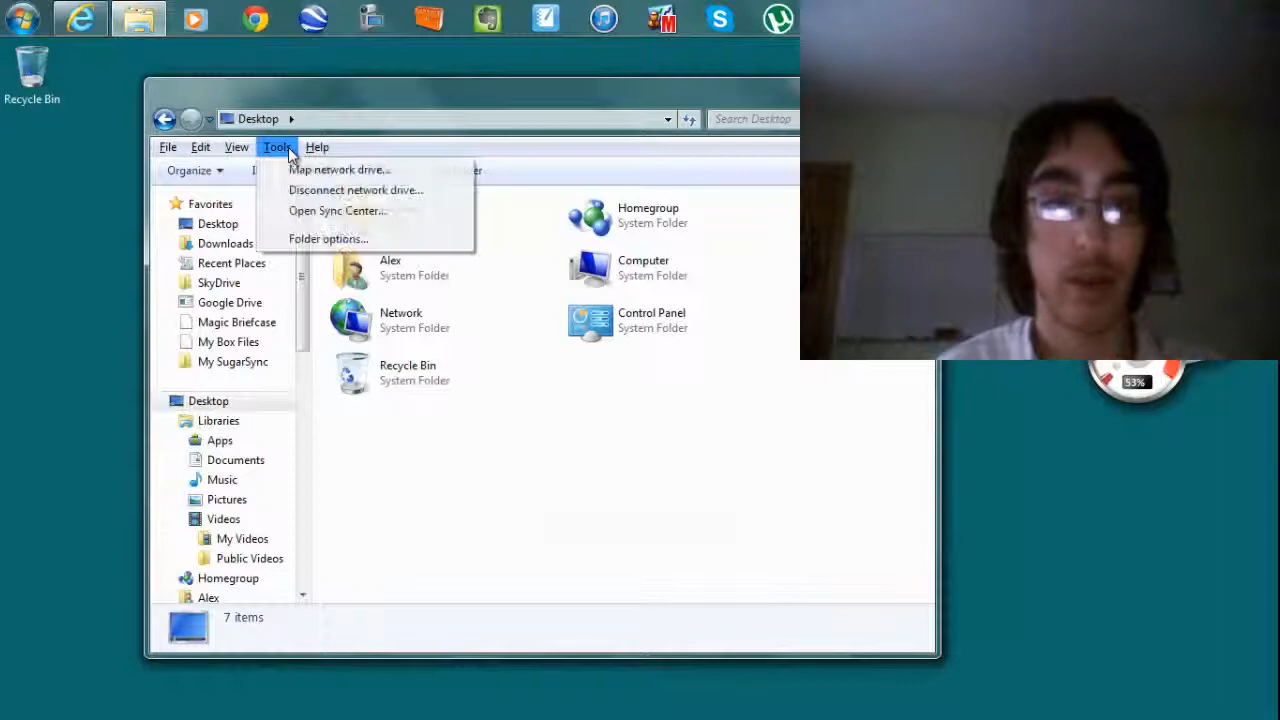 Recycle Bin
Desktop
Search Desktop
File Edit View Tools Help
Organize
Map network drive...
Disconnect network drive...
Open Sync Center...
Folder options...
Favorites
Desktop
Downloads
Recent Places
SkyDrive
Google Drive
Magic Briefcase
My Box Files
My SugarSync
Desktop
Libraries
Apps
Documents
Music
Pictures
Videos
My Videos
Public Videos
Homegroup
Alex
Homegroup
System Folder
Alex
System Folder
Computer
System Folder
Network
System Folder
Control Panel
System Folder
Recycle Bin
System Folder
7 items
53%